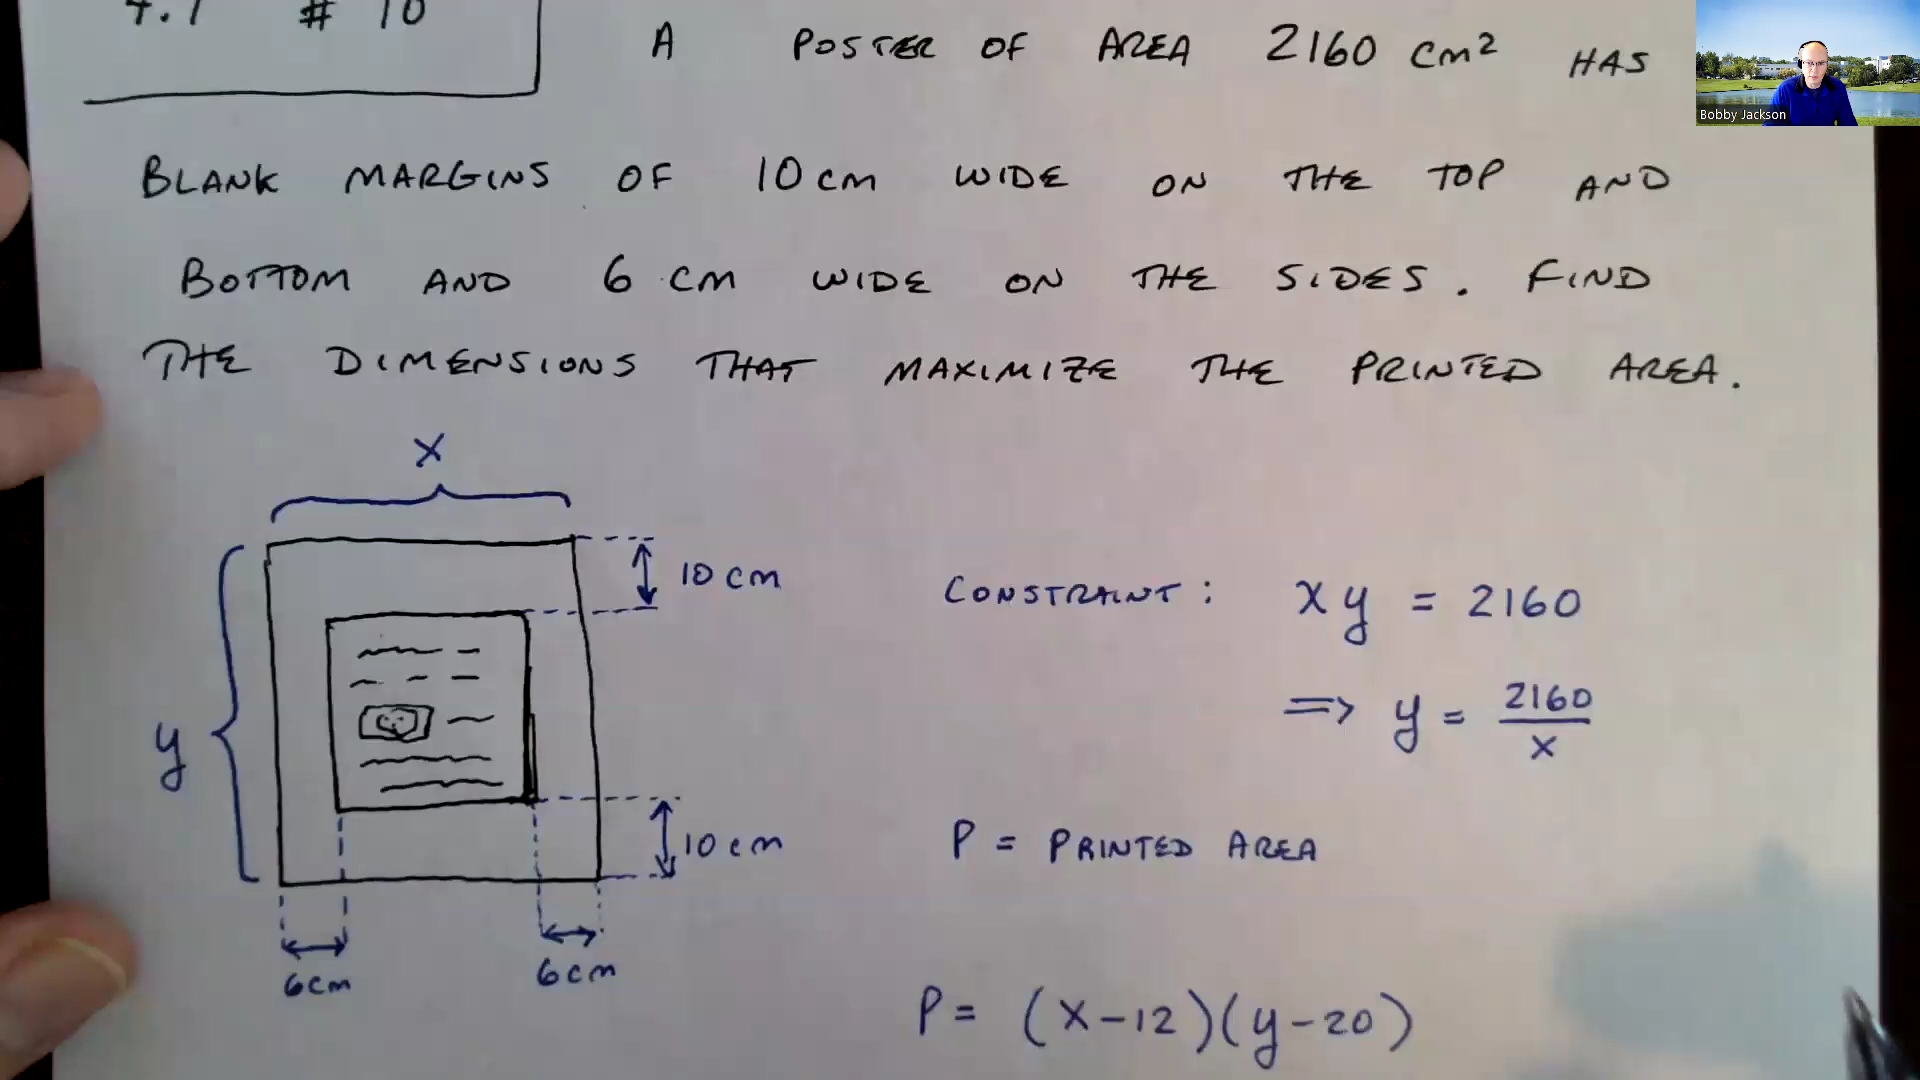 4.7 # 10
A POSTER OF AREA 2160 cm² HAS
Bobby Jackson
BLANK MARGINS OF 10 cm WIDE ON THE TOP AND
BOTTOM AND 6 CM WIDE ON THE SIDES. FIND
THE DIMENSIONS THAT MAXIMIZE THE PRINTED AREA.
x
10 cm
CONSTRAINT: xy = 2160
y
⇒ y = 2160/x
10 cm
P = PRINTED AREA
6cm
6cm
P = (x-12)(y-20)